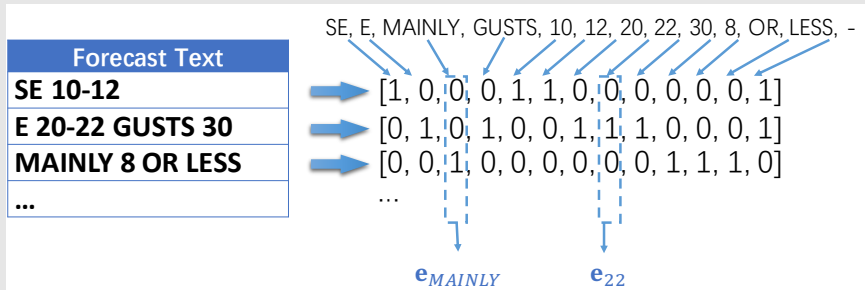 SE, E, MAINLY, GUSTS, 10, 12, 20, 22, 30, 8, OR, LESS, -
Forecast Text
SE 10-12
[1, 0, 0, 0, 1, 1, 0, 0, 0, 0, 0, 0, 1]
E 20-22 GUSTS 30
[0, 1, 0, 1, 0, 0, 1, 1, 1, 0, 0, 0, 1]
MAINLY 8 OR LESS
[0, 0, 1, 0, 0, 0, 0, 0, 0, 1, 1, 1, 0]
...
...
e_MAINLY e_22